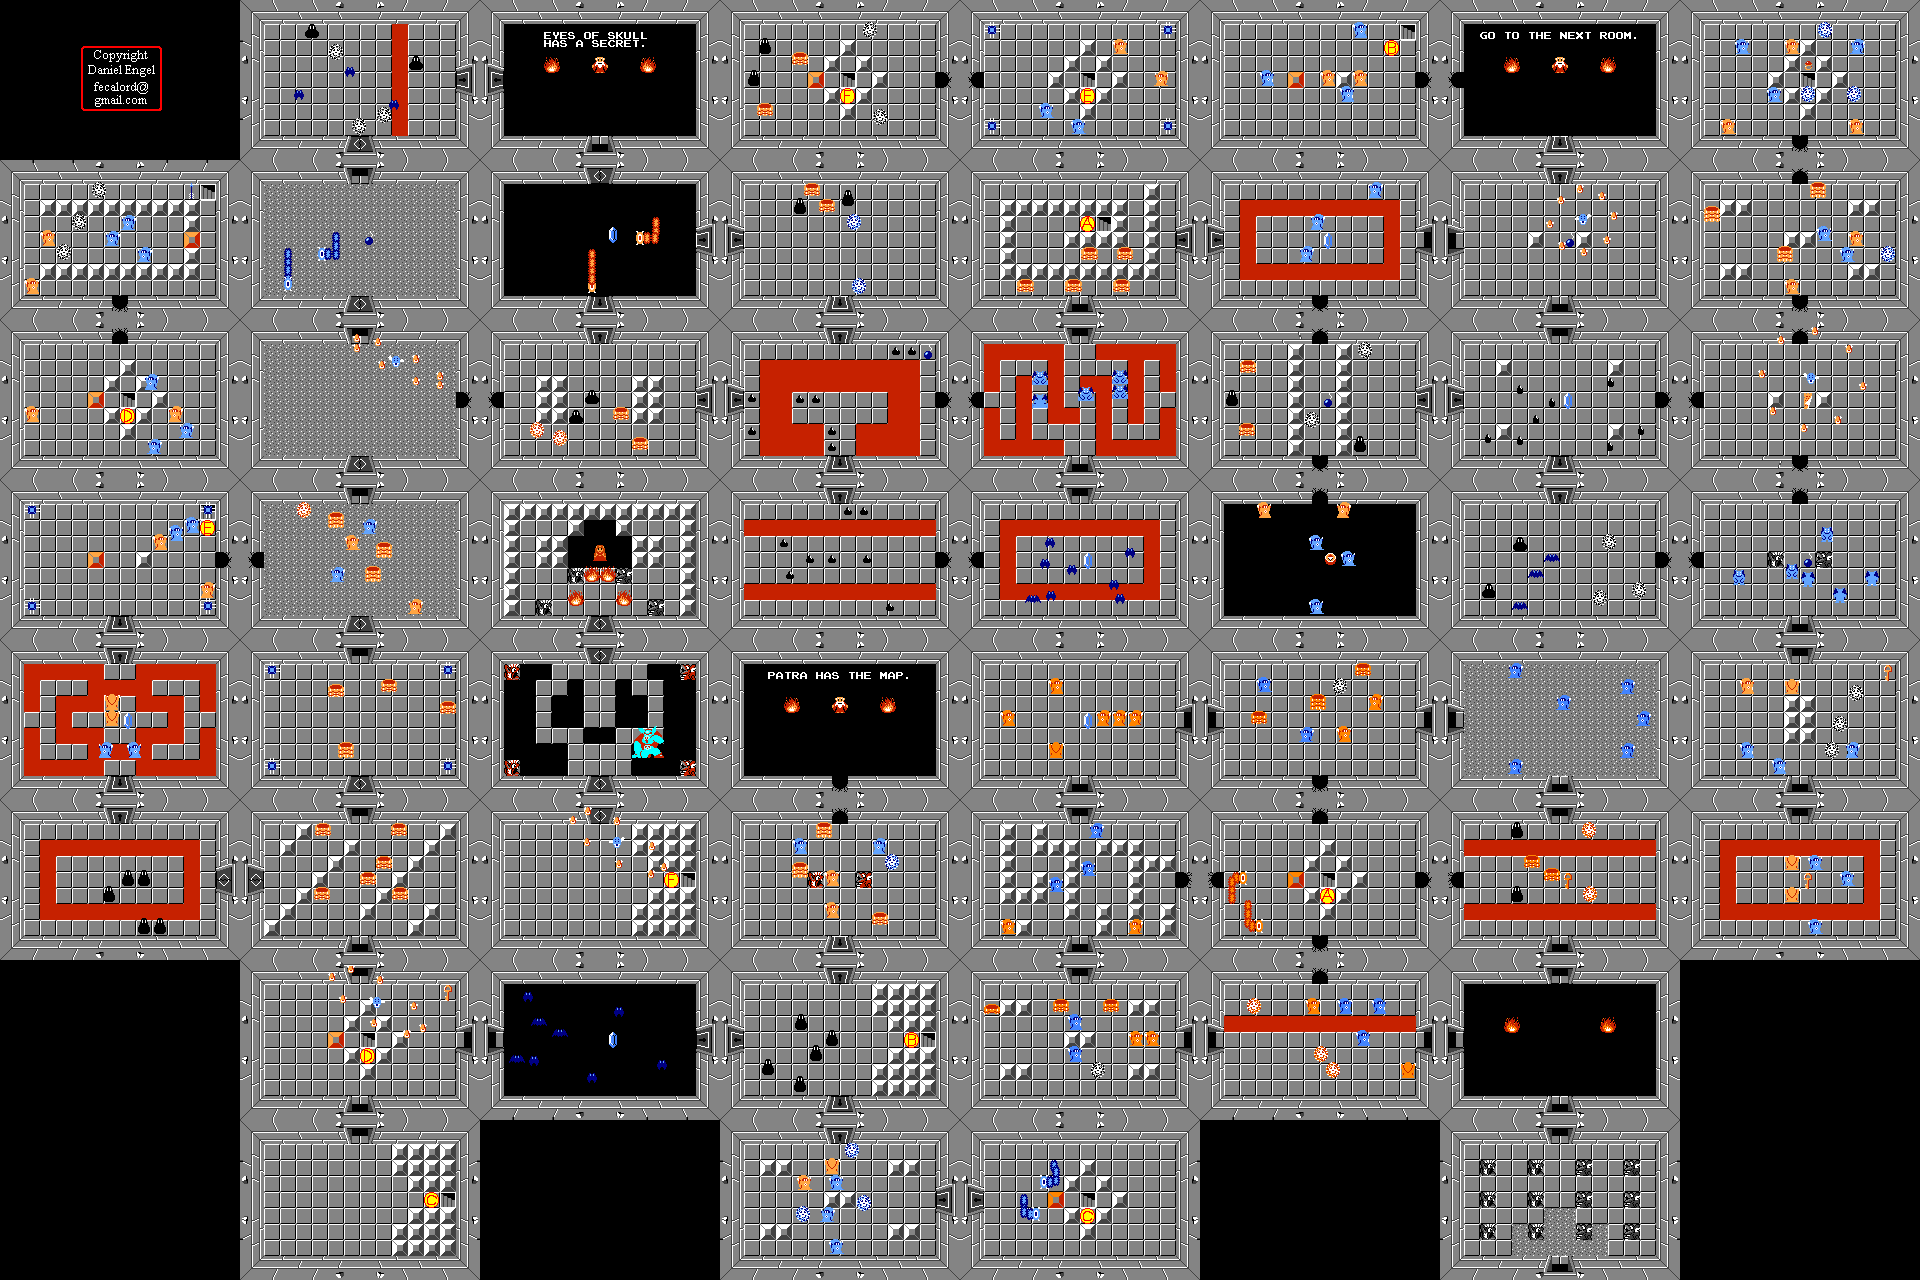 Copyright
Daniel Engel
fecalord@
gmail.com
EYES OF SKULL
HAS A SECRET.
F
E
B
GO TO THE NEXT ROOM.
A
D
E
PATRA HAS THE MAP.
F
A
D
B
C
C